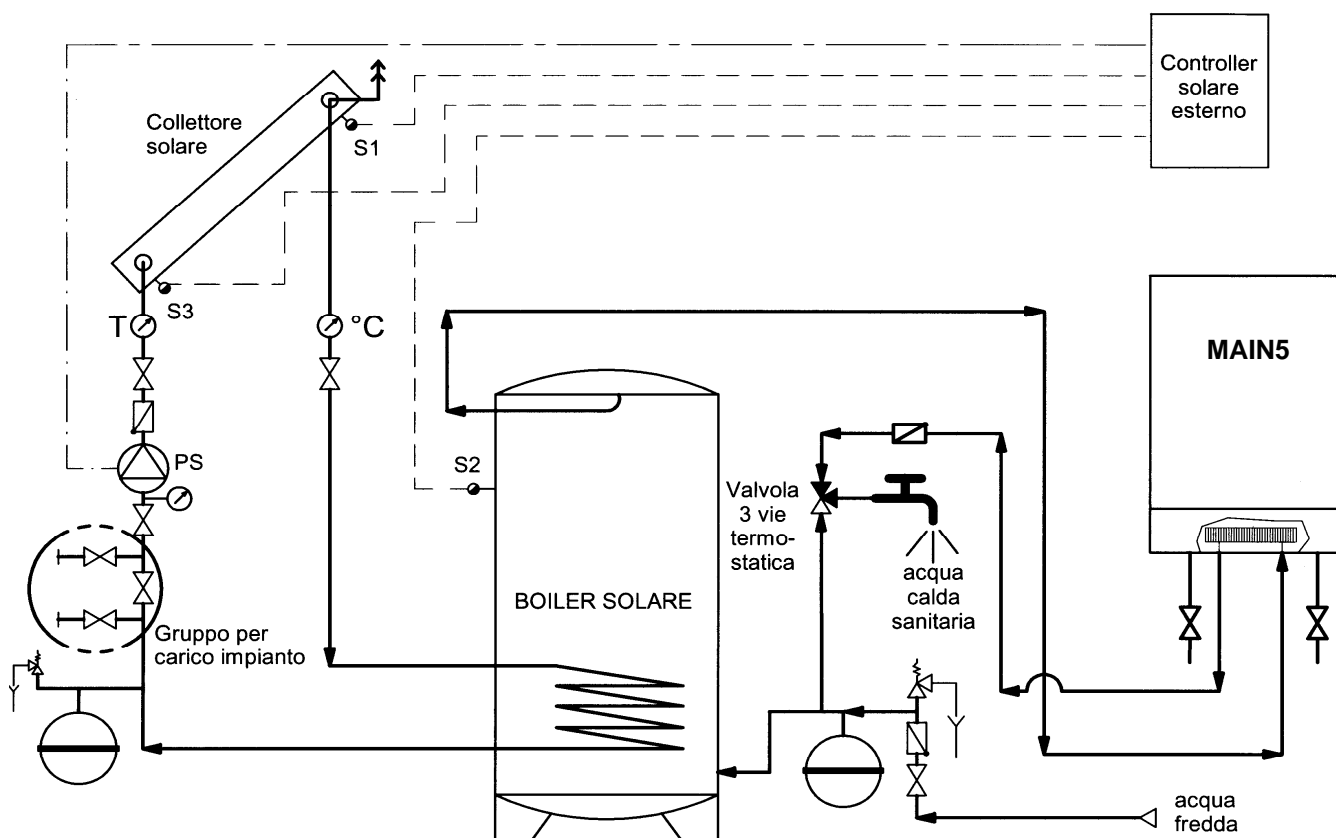 Controller
solare
esterno
Collettore
solare
S1
S3
T
°C
MAIN5
PS
S2
Valvola
3 vie
termo-
statica
acqua
calda
sanitaria
BOILER SOLARE
Gruppo per
carico impianto
acqua
fredda